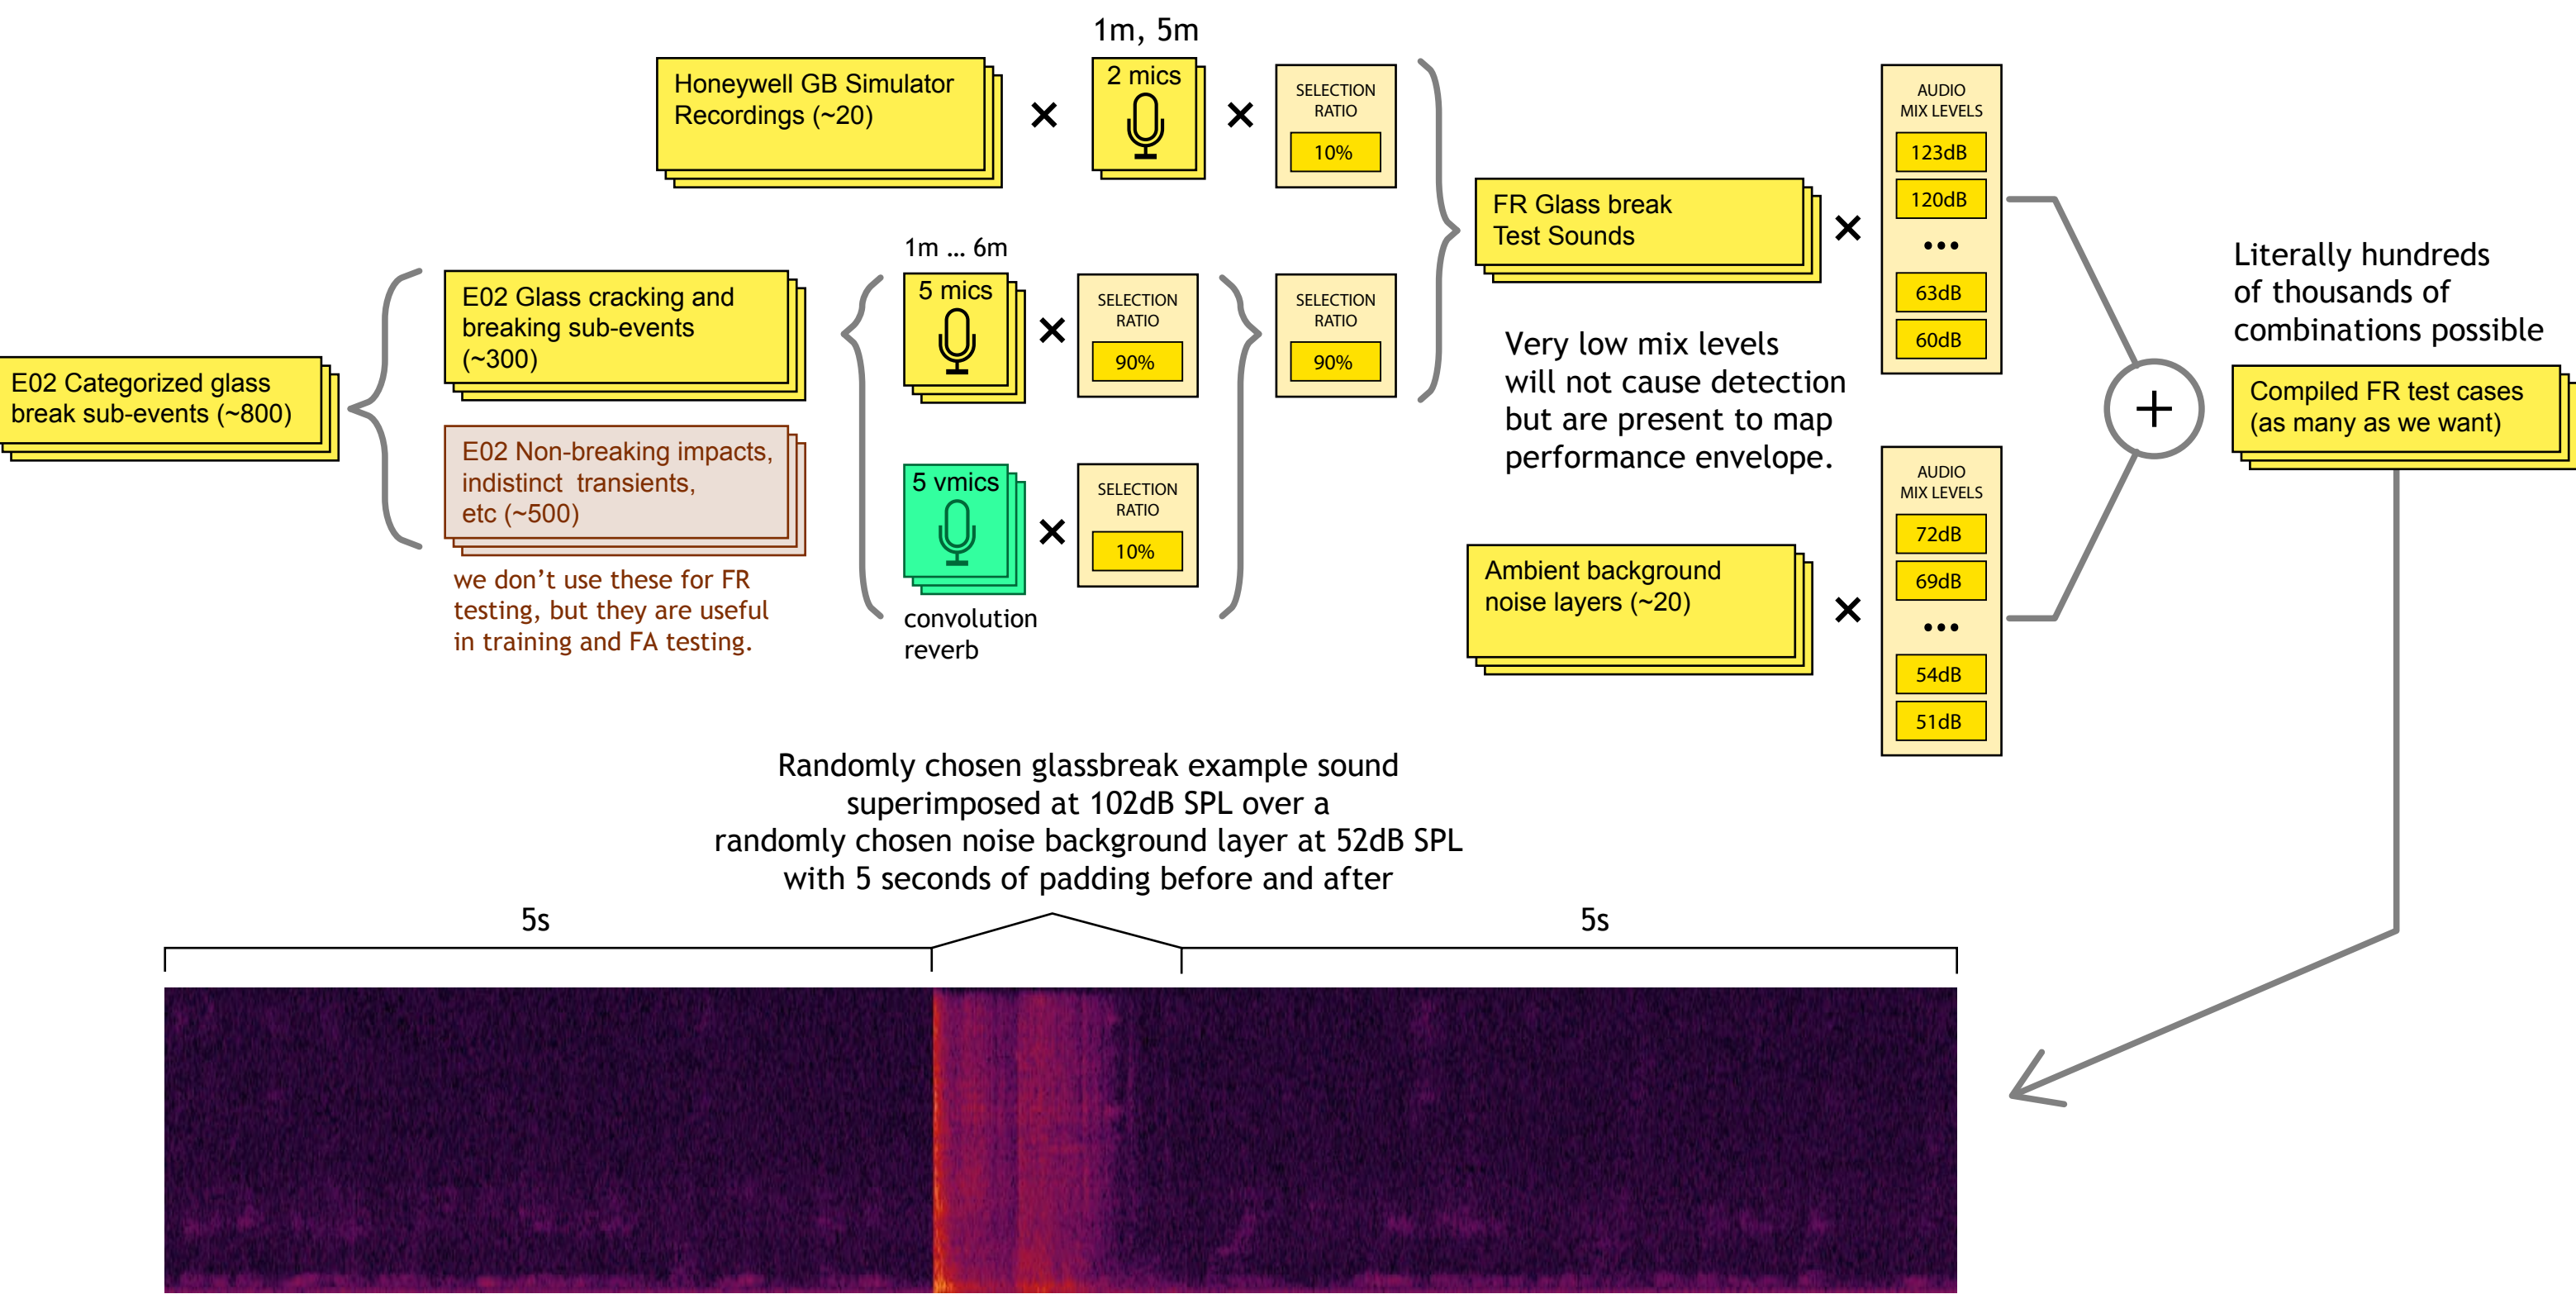 1m, 5m
Honeywell GB Simulator
Recordings (~20)
×
2 mics
×
SELECTION
RATIO
10%
AUDIO
MIX LEVELS
123dB
120dB
...
63dB
60dB
FR Glass break
Test Sounds
×
1m ... 6m
E02 Categorized glass
break sub-events (~800)
E02 Glass cracking and
breaking sub-events
(~300)
5 mics
×
SELECTION
RATIO
90%
SELECTION
RATIO
90%
E02 Non-breaking impacts,
indistinct transients,
etc (~500)
we don't use these for FR
testing, but they are useful
in training and FA testing.
5 vmics
×
SELECTION
RATIO
10%
convolution
reverb
Very low mix levels
will not cause detection
but are present to map
performance envelope.
Ambient background
noise layers (~20)
×
AUDIO
MIX LEVELS
72dB
69dB
...
54dB
51dB
+
Literally hundreds
of thousands of
combinations possible
Compiled FR test cases
(as many as we want)
Randomly chosen glassbreak example sound
superimposed at 102dB SPL over a
randomly chosen noise background layer at 52dB SPL
with 5 seconds of padding before and after
5s
5s